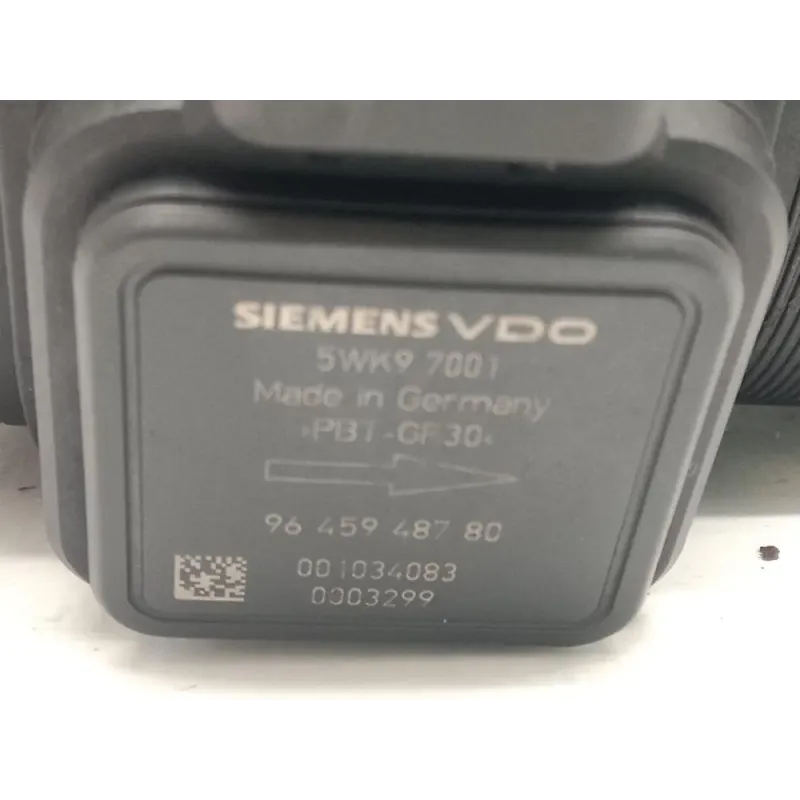 SIEMENS VDO
5WK9 7001
Made in Germany
>PBT-GF30<
96 459 487 80
001034083
0003299